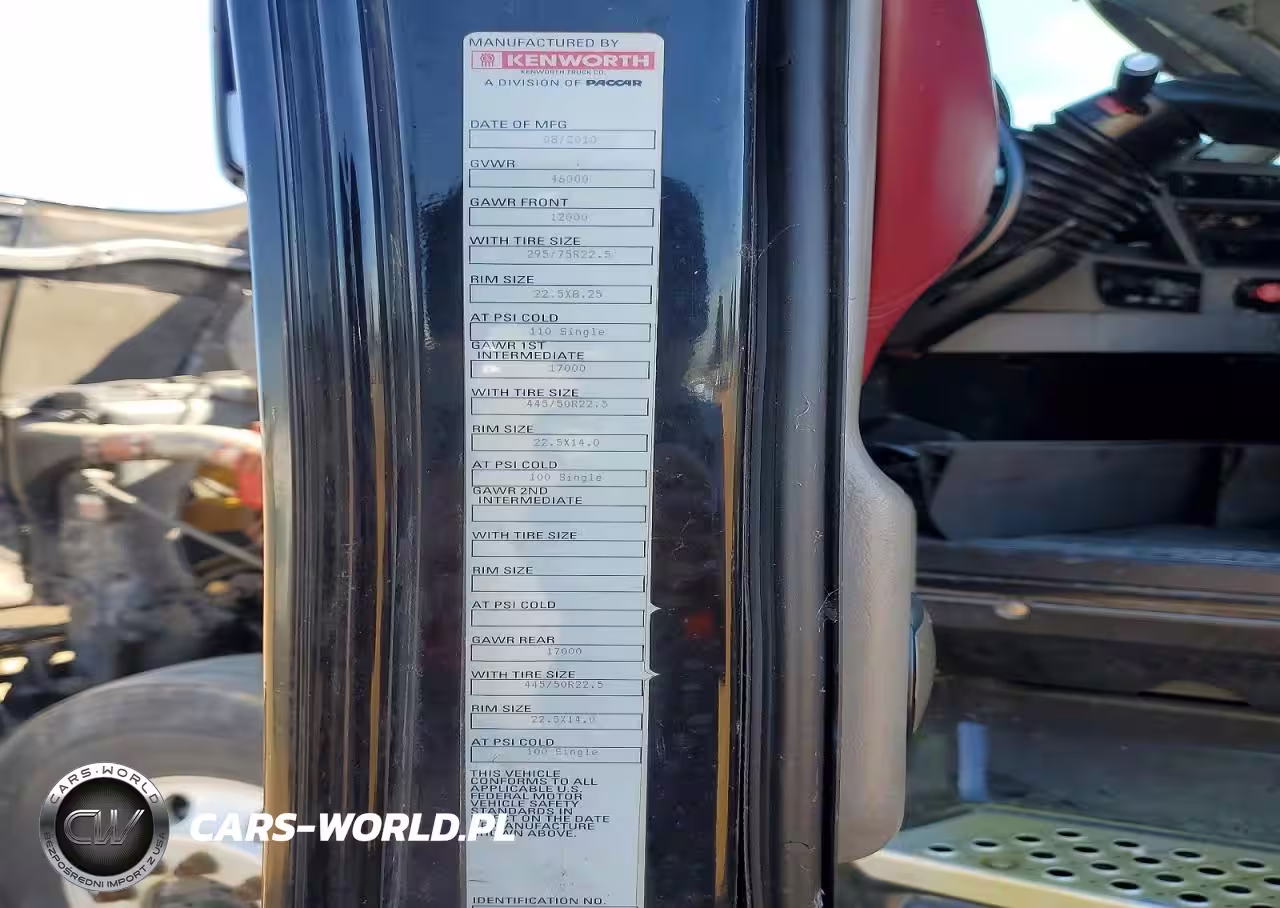 MANUFACTURED BY
KENWORTH
KENWORTH TRUCK CO.
A DIVISION OF PACCAR
DATE OF MFG
08/2010
GVWR
46000
GAWR FRONT
12000
WITH TIRE SIZE
295/75R22.5
RIM SIZE
22.5X8.25
AT PSI COLD
110 Single
GAWR 1ST
INTERMEDIATE
17000
WITH TIRE SIZE
445/50R22.5
RIM SIZE
22.5X14.0
AT PSI COLD
100 Single
GAWR 2ND
INTERMEDIATE
WITH TIRE SIZE
RIM SIZE
AT PSI COLD
GAWR REAR
17000
WITH TIRE SIZE
445/50R22.5
RIM SIZE
22.5X14.0
AT PSI COLD
100 Single
THIS VEHICLE
CONFORMS TO ALL
APPLICABLE U.S.
FEDERAL MOTOR
VEHICLE SAFETY
STANDARDS IN
ON THE DATE
ABOVE.
IDENTIFICATION NO.
CARS-WORLD
CW
BEZPOŚREDNI IMPORT Z USA
CARS-WORLD.PL